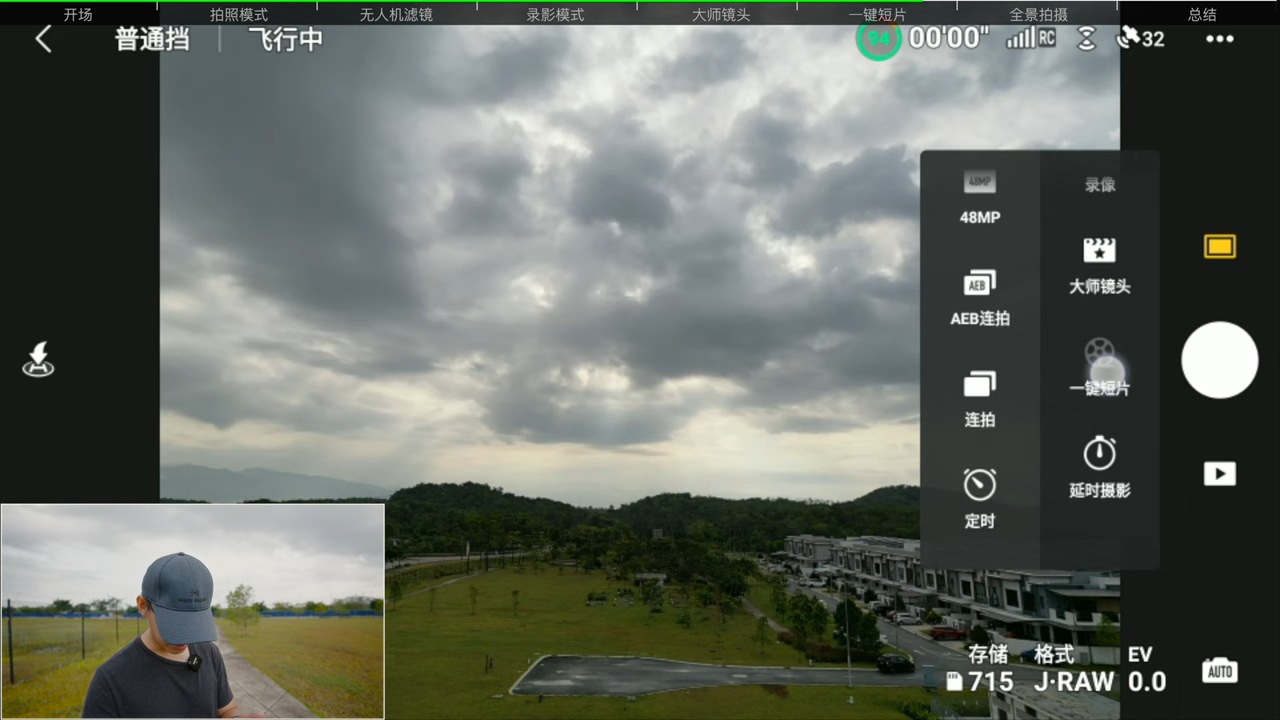 开场 拍照模式 无人机滤镜 录影模式 大师镜头 一键短片 全景拍摄 总结
普通挡 飞行中 94 00'00" RC 32
48MP
48MP
AEB
AEB连拍
连拍
定时
录像
大师镜头
一键短片
延时摄影
存储 格式 EV
715 J·RAW 0.0
AUTO